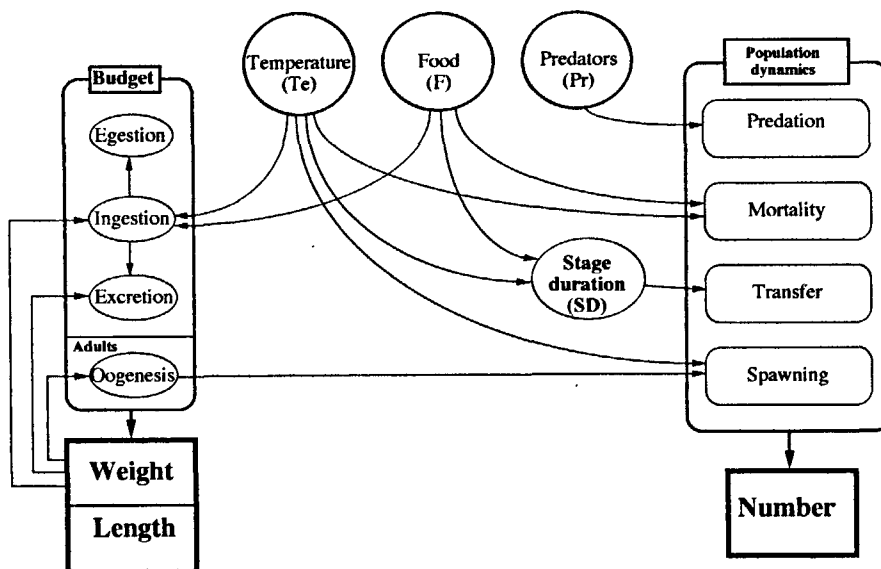 Budget
Egestion
Ingestion
Excretion
Adults
Oogenesis
Weight
Length
Temperature
(Te)
Food
(F)
Predators
(Pr)
Stage
duration
(SD)
Population
dynamics
Predation
Mortality
Transfer
Spawning
Number